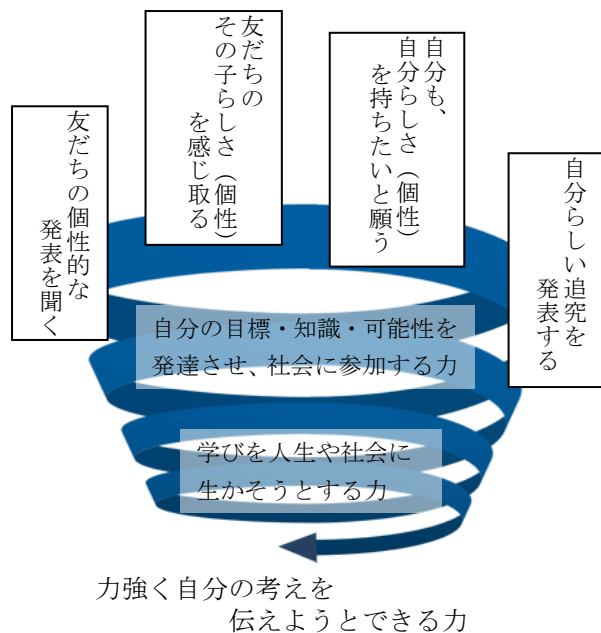 友だちの個性的な
発表を聞く
友だちの
その子らしさ（個性）
を感じ取る
自分も、
自分らしさ（個性）
を持ちたいと願う
自分らしい追究を
発表する
自分の目標・知識・可能性を
発達させ、社会に参加する力
学びを人生や社会に
生かそうとする力
力強く自分の考えを
伝えようとできる力